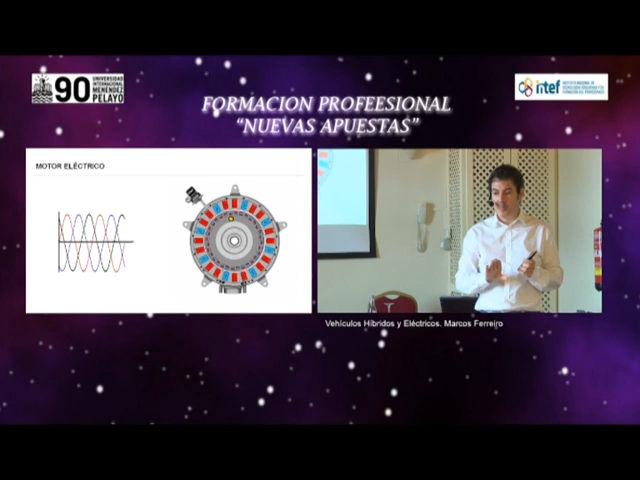 90
UNIVERSIDAD
INTERNACIONAL
MENÉNDEZ
PELAYO
intef
FORMACION PROFEESIONAL
“NUEVAS APUESTAS”
MOTOR ELÉCTRICO
Vehículos Híbridos y Eléctricos. Marcos Ferreiro